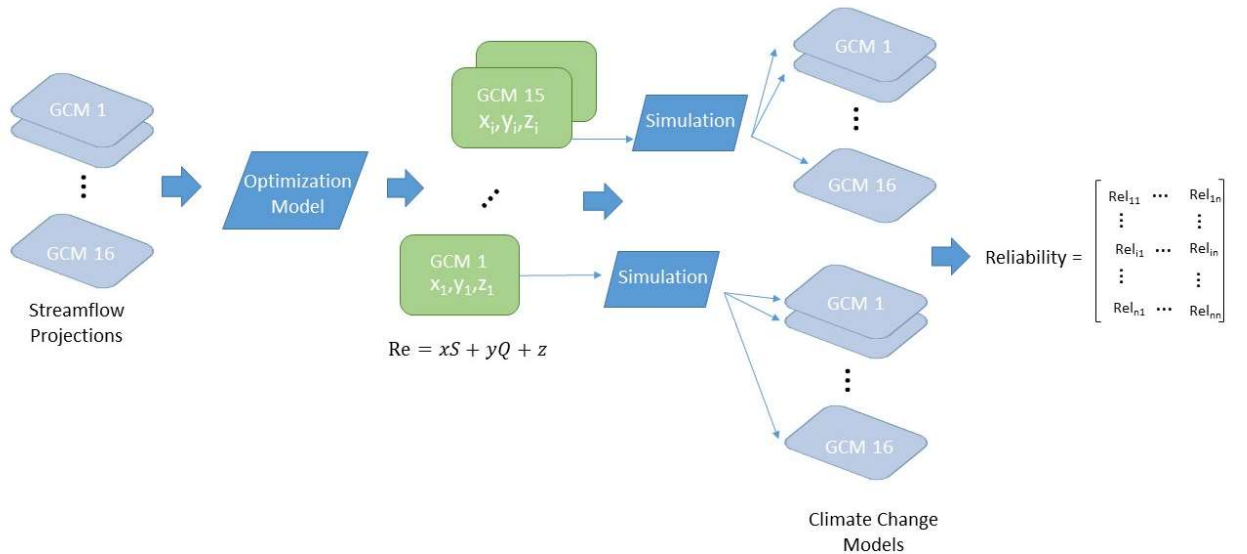 GCM 1
GCM 16
Streamflow
Projections
Optimization
Model
GCM 15
xᵢ,yᵢ,zᵢ
GCM 1
x₁,y₁,z₁
Re = xS + yQ + z
Simulation
Simulation
GCM 1
GCM 16
GCM 1
GCM 16
Climate Change
Models
Reliability =
Rel₁₁ ⋯ Rel₁ₙ
⋮ ⋮
Relᵢ₁ ⋯ Relᵢₙ
⋮ ⋮
Relₙ₁ ⋯ Relₙₙ